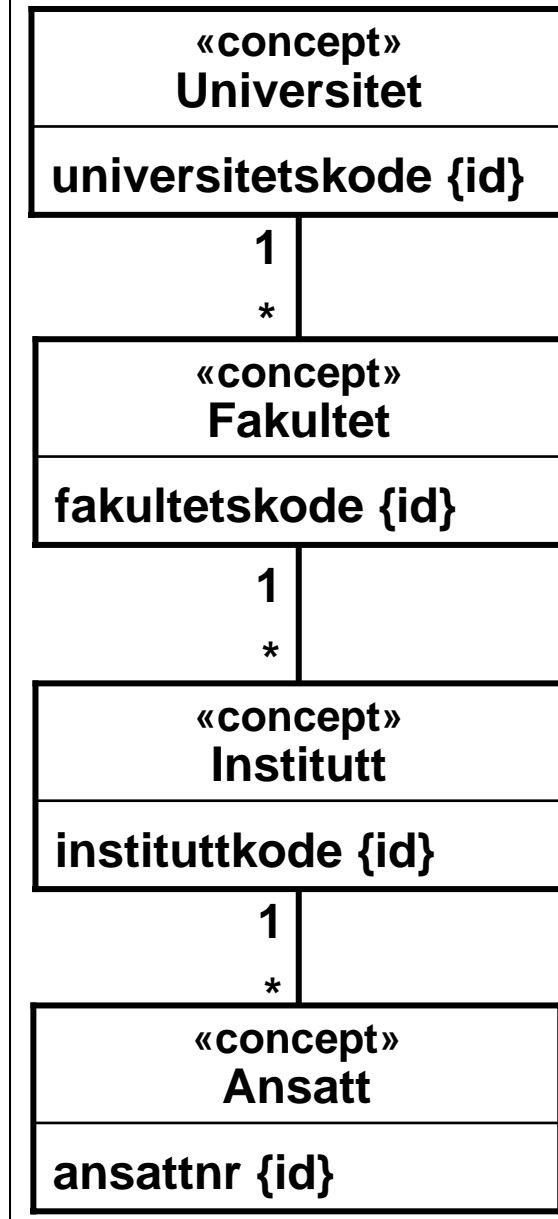 «concept»
Universitet
universitetskode {id}
1
*
«concept»
Fakultet
fakultetskode {id}
1
*
«concept»
Institutt
instituttkode {id}
1
*
«concept»
Ansatt
ansattnr {id}